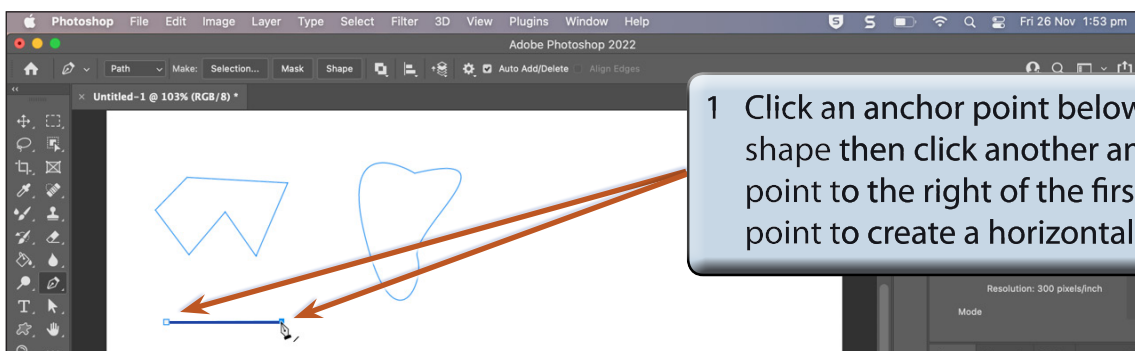 Photoshop File Edit Image Layer Type Select Filter 3D View Plugins Window Help Fri 26 Nov 1:53 pm
Adobe Photoshop 2022
Path Make: Selection... Mask Shape Auto Add/Delete Align Edges
Untitled-1 @ 103% (RGB/8) *
1 Click an anchor point below
shape then click another an
point to the right of the firs
point to create a horizontal
Resolution: 300 pixels/inch
Mode